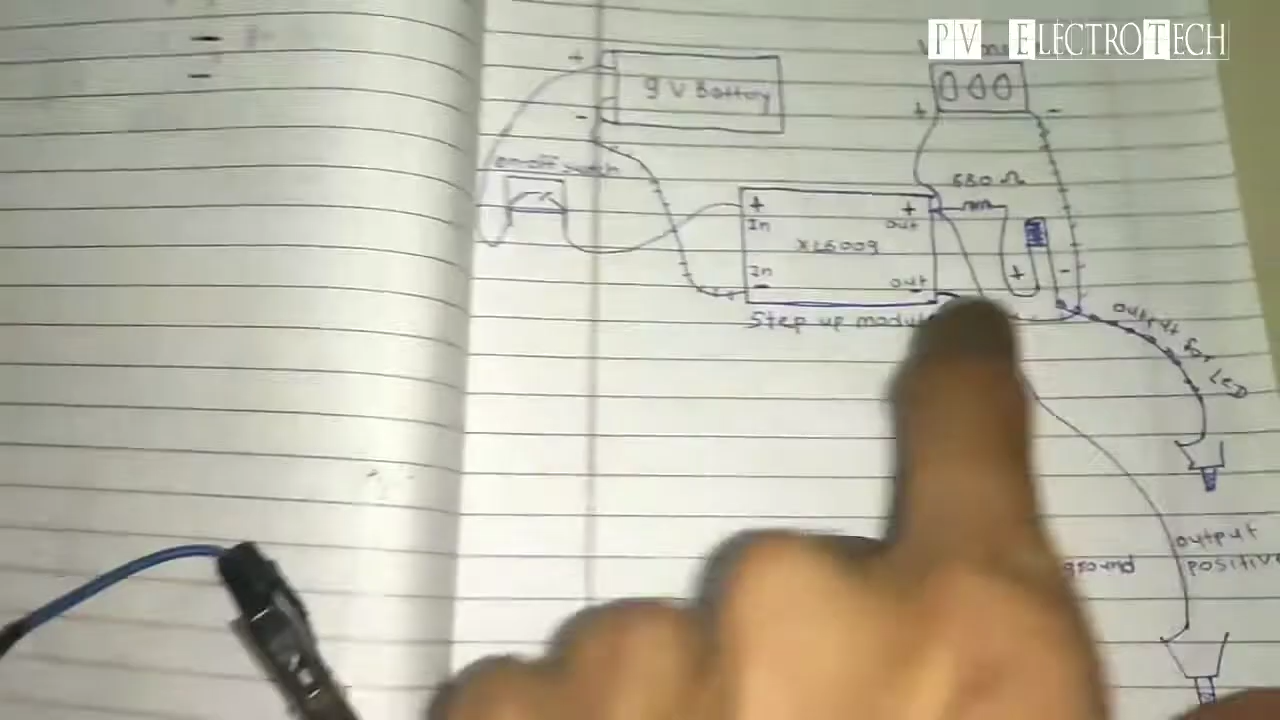 PV ELECTROTECH
+
9 V Battery
-
+
-
on-off switch
680 Ω
+
In
+
out
XL6009
In
-
out
-
+
-
Step up
output for LED
output
positive
ground